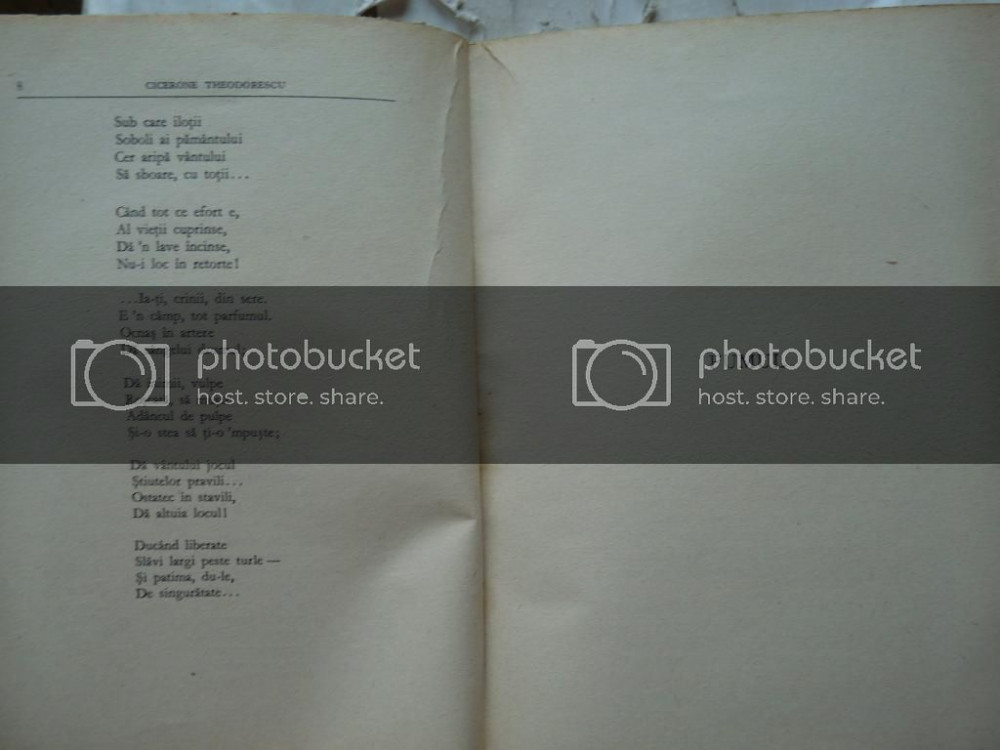 8 CICERONE THEODORESCU
Sub care iloții
Soboli ai pământului
Cer aripă vântului
Să sboare, cu toții...
Când tot ce efort e,
Al vieții cuprinse,
Dă 'n lave încinse,
Nu-i loc în retorte!
...Ia-ți, crinii, din sere.
E 'n câmp, tot parfumul.
Ocnaș în artere
Dă
vulpe
să
Adâncul de pulpe
Și-o stea să ți-o 'mpuște;
Dă vântului jocul
Știutelor pravili...
Ostatec în stavili,
Dă altuia locul!
Ducând liberate
Slăvi largi peste turle —
Și patima, du-le,
De singurătate...
photobucket
host. store. share.
photobucket
host. store. share.